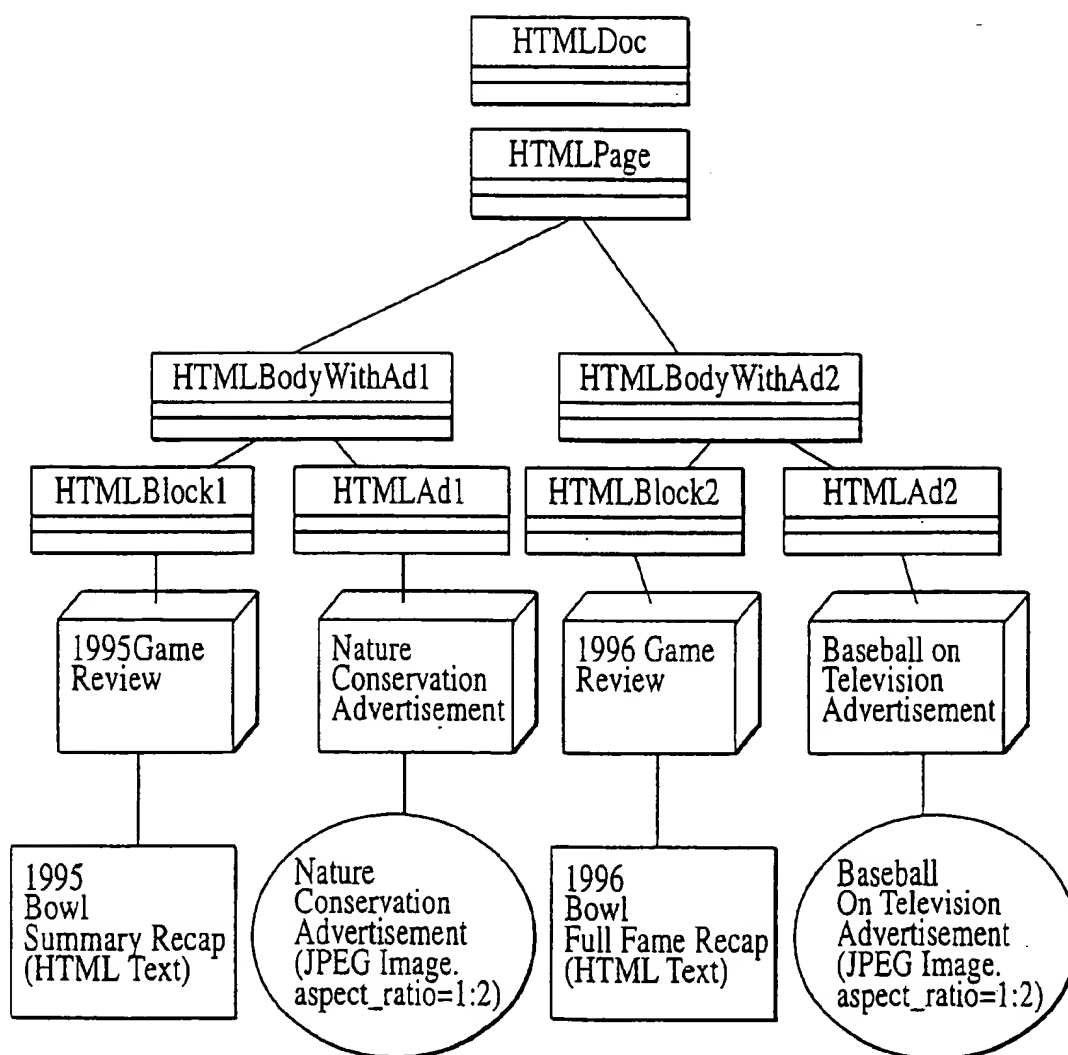 HTMLDoc
HTMLPage
HTMLBodyWithAd1
HTMLBodyWithAd2
HTMLBlock1
HTMLAd1
HTMLBlock2
HTMLAd2
1995Game
Review
Nature
Conservation
Advertisement
1996 Game
Review
Baseball on
Television
Advertisement
1995
Bowl
Summary Recap
(HTML Text)
Nature
Conservation
Advertisement
(JPEG Image.
aspect_ratio=1:2)
1996
Bowl
Full Fame Recap
(HTML Text)
Baseball
On Television
Advertisement
(JPEG Image.
aspect_ratio=1:2)